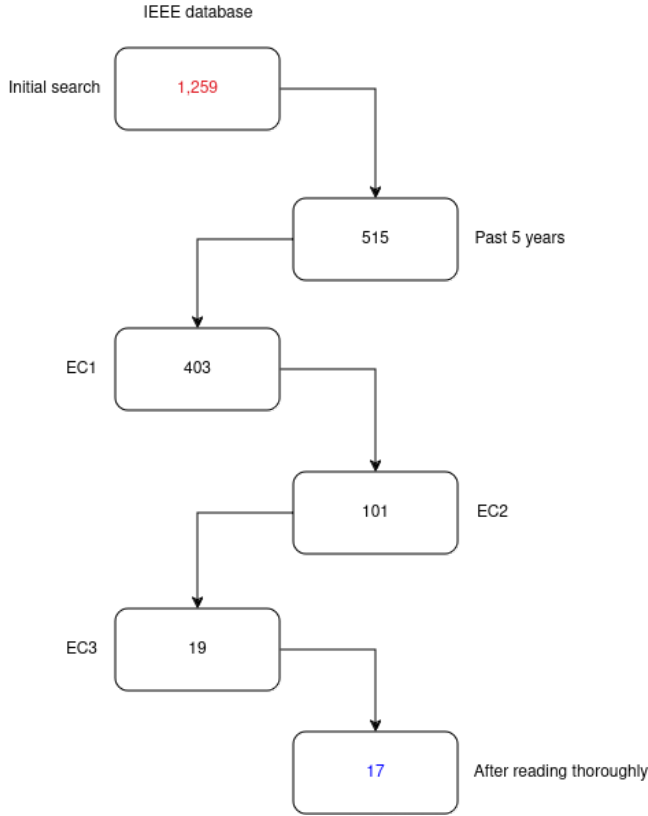 IEEE database
Initial search
1,259
515
Past 5 years
EC1
403
101
EC2
EC3
19
17
After reading thoroughly